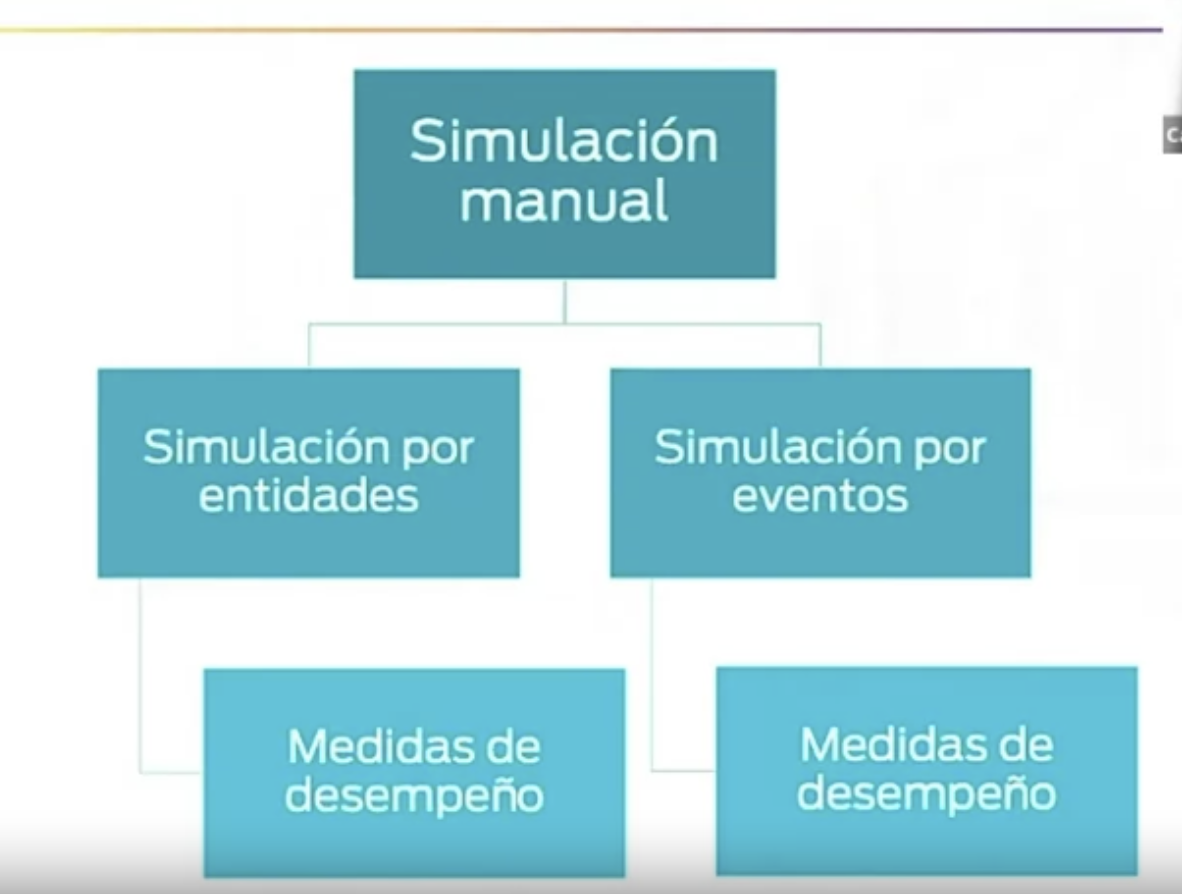 Simulación
manual
Simulación por
entidades
Simulación por
eventos
Medidas de
desempeño
Medidas de
desempeño